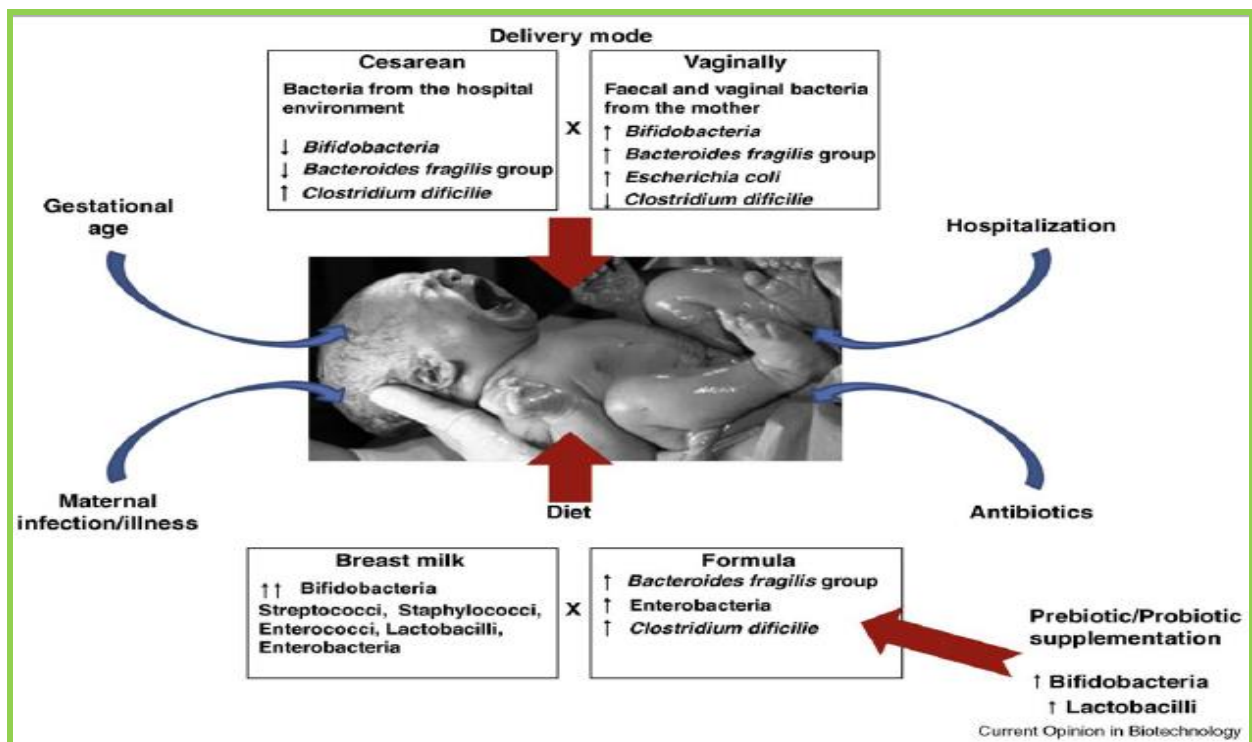 Delivery mode
Cesarean
Bacteria from the hospital
environment
↓ Bifidobacteria
↓ Bacteroides fragilis group
↑ Clostridium dificilie
X
Vaginally
Faecal and vaginal bacteria
from the mother
↑ Bifidobacteria
↑ Bacteroides fragilis group
↑ Escherichia coli
↓ Clostridium dificilie
Gestational
age
Hospitalization
Maternal
infection/illness
Antibiotics
Diet
Breast milk
↑↑ Bifidobacteria
Streptococci, Staphylococci,
Enterococci, Lactobacilli,
Enterobacteria
X
Formula
↑ Bacteroides fragilis group
↑ Enterobacteria
↑ Clostridium dificilie
Prebiotic/Probiotic
supplementation
↑ Bifidobacteria
↑ Lactobacilli
Current Opinion in Biotechnology